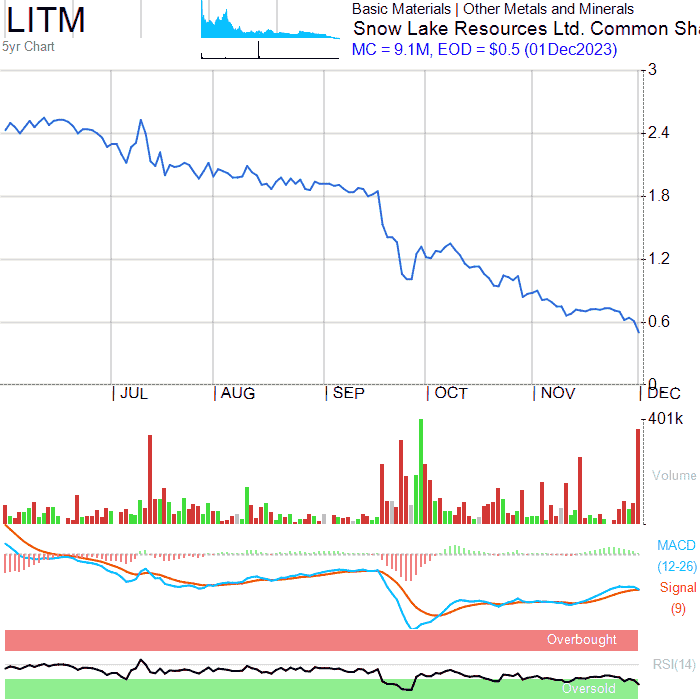 LITM
5yr Chart
Basic Materials | Other Metals and Minerals
Snow Lake Resources Ltd. Common Sha
MC = 9.1M, EOD = $0.5 (01Dec2023)
3
2.4
1.8
1.2
0.6
0
JUL AUG SEP OCT NOV DEC
401k
Volume
MACD
(12-26)
Signal
(9)
Overbought
RSI(14)
Oversold